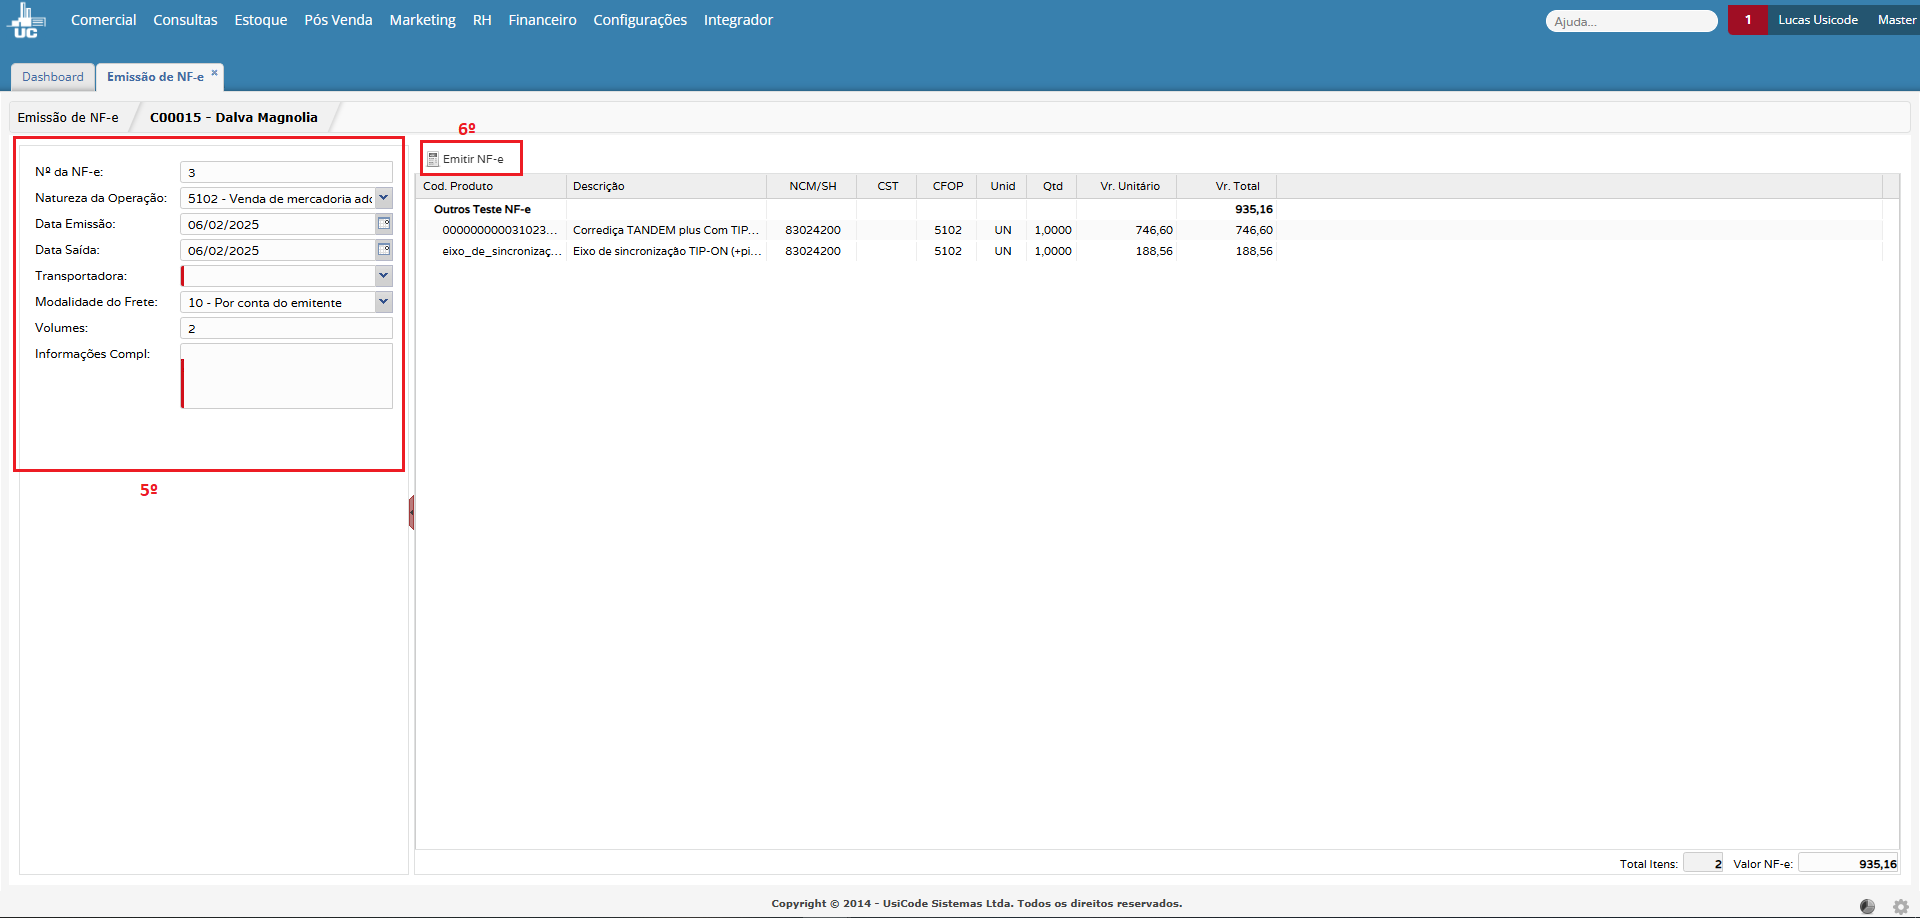 UC
Comercial Consultas Estoque Pós Venda Marketing RH Financeiro Configurações Integrador
Ajuda...
1
Lucas Usicode Master
Dashboard
Emissão de NF-e
Emissão de NF-e
C00015 - Dalva Magnolia
6º
Emitir NF-e
Nº da NF-e: 3
Natureza da Operação: 5102 - Venda de mercadoria adc
Data Emissão: 06/02/2025
Data Saída: 06/02/2025
Transportadora:
Modalidade do Frete: 10 - Por conta do emitente
Volumes: 2
Informações Compl:
5º
Cod. Produto Descrição NCM/SH CST CFOP Unid Qtd Vr. Unitário Vr. Total
Outros Teste NF-e 935,16
000000000031023... Corrediça TANDEM plus Com TIP... 83024200 5102 UN 1,0000 746,60 746,60
eixo_de_sincronizaç... Eixo de sincronização TIP-ON (+pi... 83024200 5102 UN 1,0000 188,56 188,56
Total Itens: 2 Valor NF-e: 935,16
Copyright © 2014 - UsiCode Sistemas Ltda. Todos os direitos reservados.